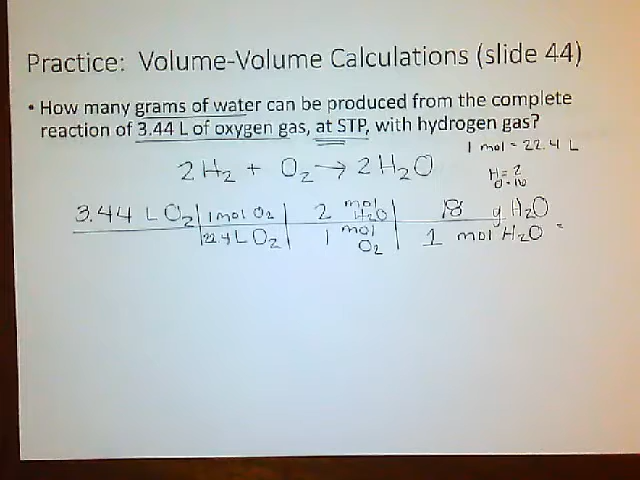 Practice: Volume-Volume Calculations (slide 44)
• How many grams of water can be produced from the complete
reaction of 3.44 L of oxygen gas, at STP, with hydrogen gas?
1 mol = 22.4 L
2H₂ + O₂ → 2H₂O
H = 2
O = 16
3.44 L O₂ | 1 mol O₂ | 2 mol H₂O | 18 g H₂O
22.4 L O₂ | 1 mol O₂ | 1 mol H₂O =